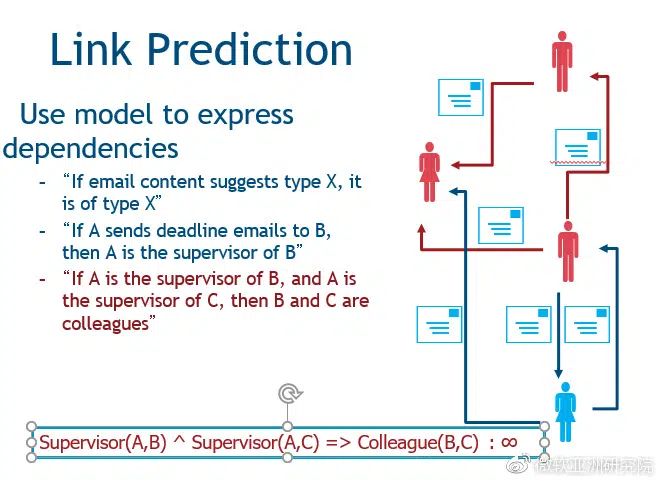 Link Prediction
Use model to express
dependencies
- “If email content suggests type X, it
is of type X”
- “If A sends deadline emails to B,
then A is the supervisor of B”
- “If A is the supervisor of B, and A is
the supervisor of C, then B and C are
colleagues”
Supervisor(A,B) ^ Supervisor(A,C) => Colleague(B,C) : ∞
微软亚洲研究院